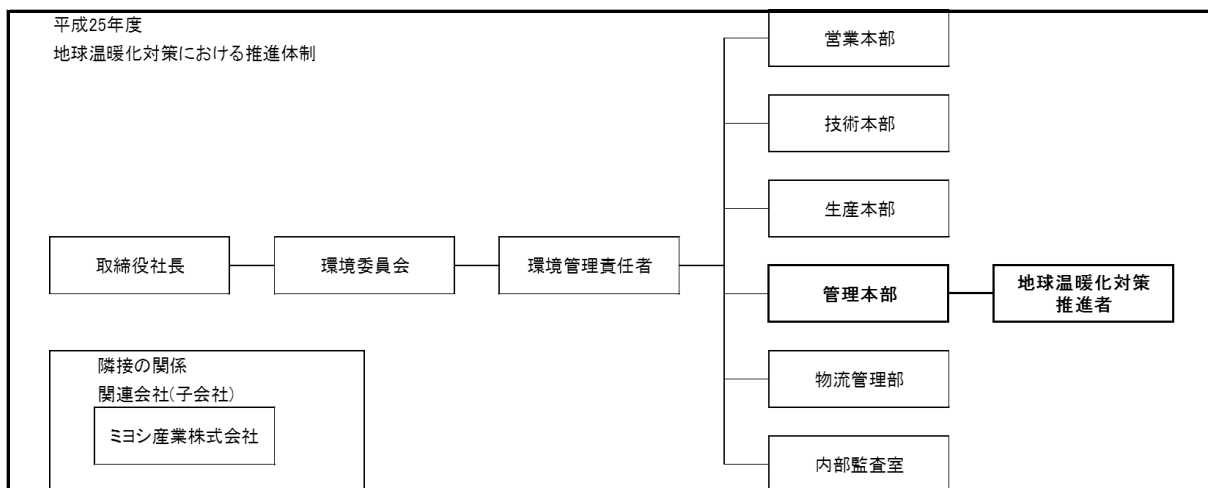 平成25年度
地球温暖化対策における推進体制
営業本部
技術本部
生産本部
取締役社長
環境委員会
環境管理責任者
管理本部
地球温暖化対策
推進者
隣接の関係
関連会社(子会社)
ミヨシ産業株式会社
物流管理部
内部監査室